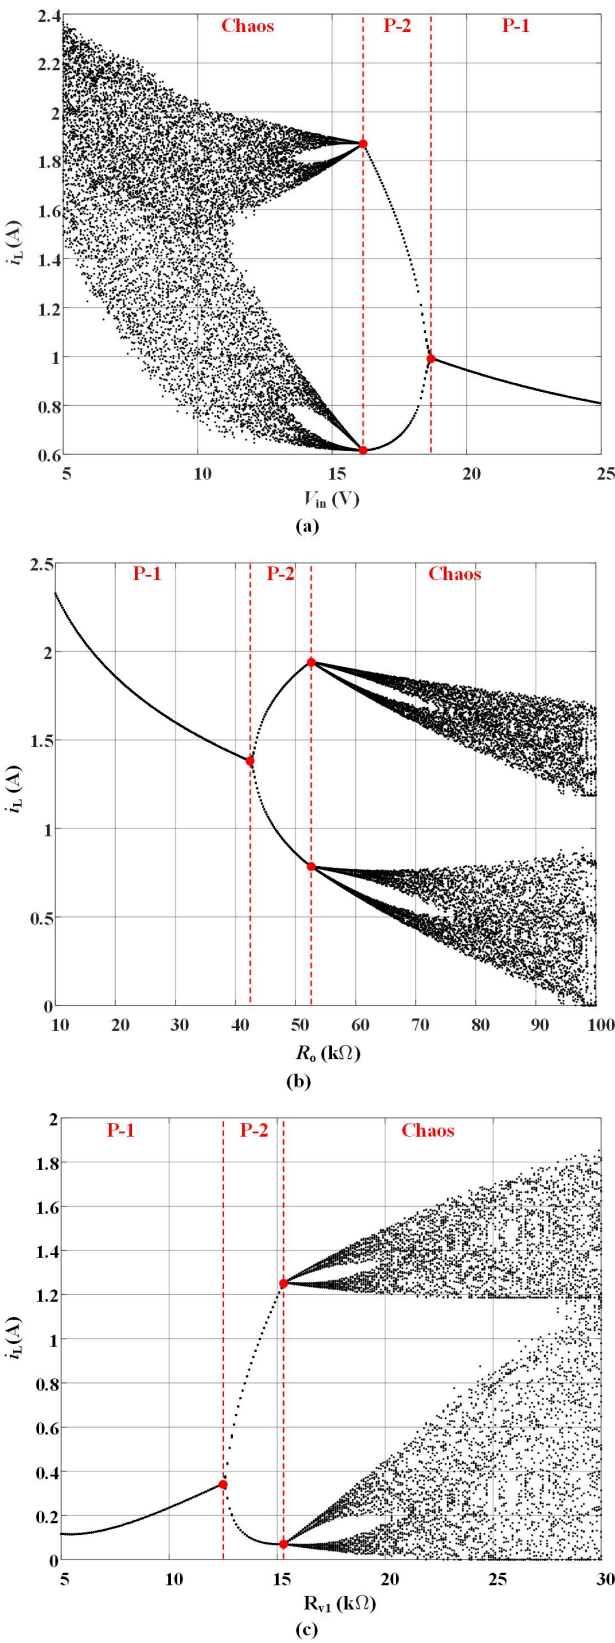 Chaos P-2 P-1
2.4
2.2
2
1.8
1.6
1.4
1.2
1
0.8
0.6
i_L (A)
5 10 15 20 25
V_in (V)
(a)
P-1 P-2 Chaos
2.5
2
1.5
1
0.5
0
i_L (A)
10 20 30 40 50 60 70 80 90 100
R_o (kΩ)
(b)
P-1 P-2 Chaos
2
1.8
1.6
1.4
1.2
1
0.8
0.6
0.4
0.2
0
i_L(A)
5 10 15 20 25 30
R_v1 (kΩ)
(c)